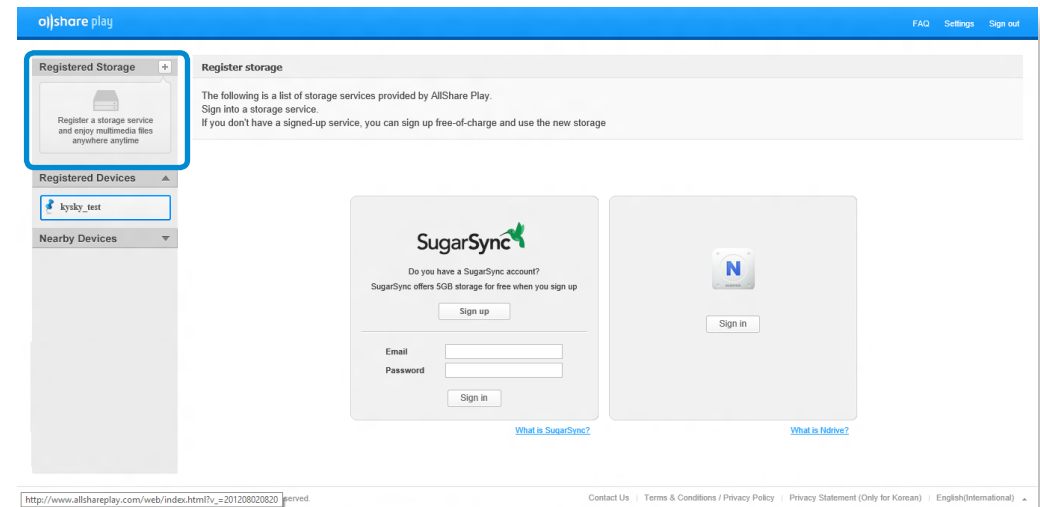 allshare play
FAQ Settings Sign out
Registered Storage +
Register a storage service
and enjoy multimedia files
anywhere anytime
Registered Devices
kysky_test
Nearby Devices
Register storage
The following is a list of storage services provided by AllShare Play.
Sign into a storage service.
If you don't have a signed-up service, you can sign up free-of-charge and use the new storage
SugarSync
Do you have a SugarSync account?
SugarSync offers 5GB storage for free when you sign up
Sign up
Email
Password
Sign in
What is SugarSync?
N
Sign in
What is Ndrive?
http://www.allshareplay.com/web/index.html?v_=201208020820 erved.
Contact Us | Terms & Conditions / Privacy Policy | Privacy Statement (Only for Korean) | English(International)